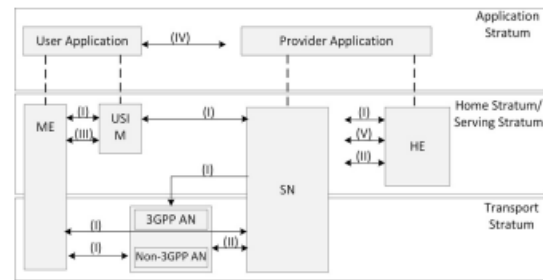 Application
Stratum
User Application
(IV)
Provider Application
Home Stratum/
Serving Stratum
ME
(I)
(III)
USI
M
(I)
(I)
SN
(I)
(V)
(II)
HE
Transport
Stratum
(I)
(I)
3GPP AN
Non-3GPP AN
(II)